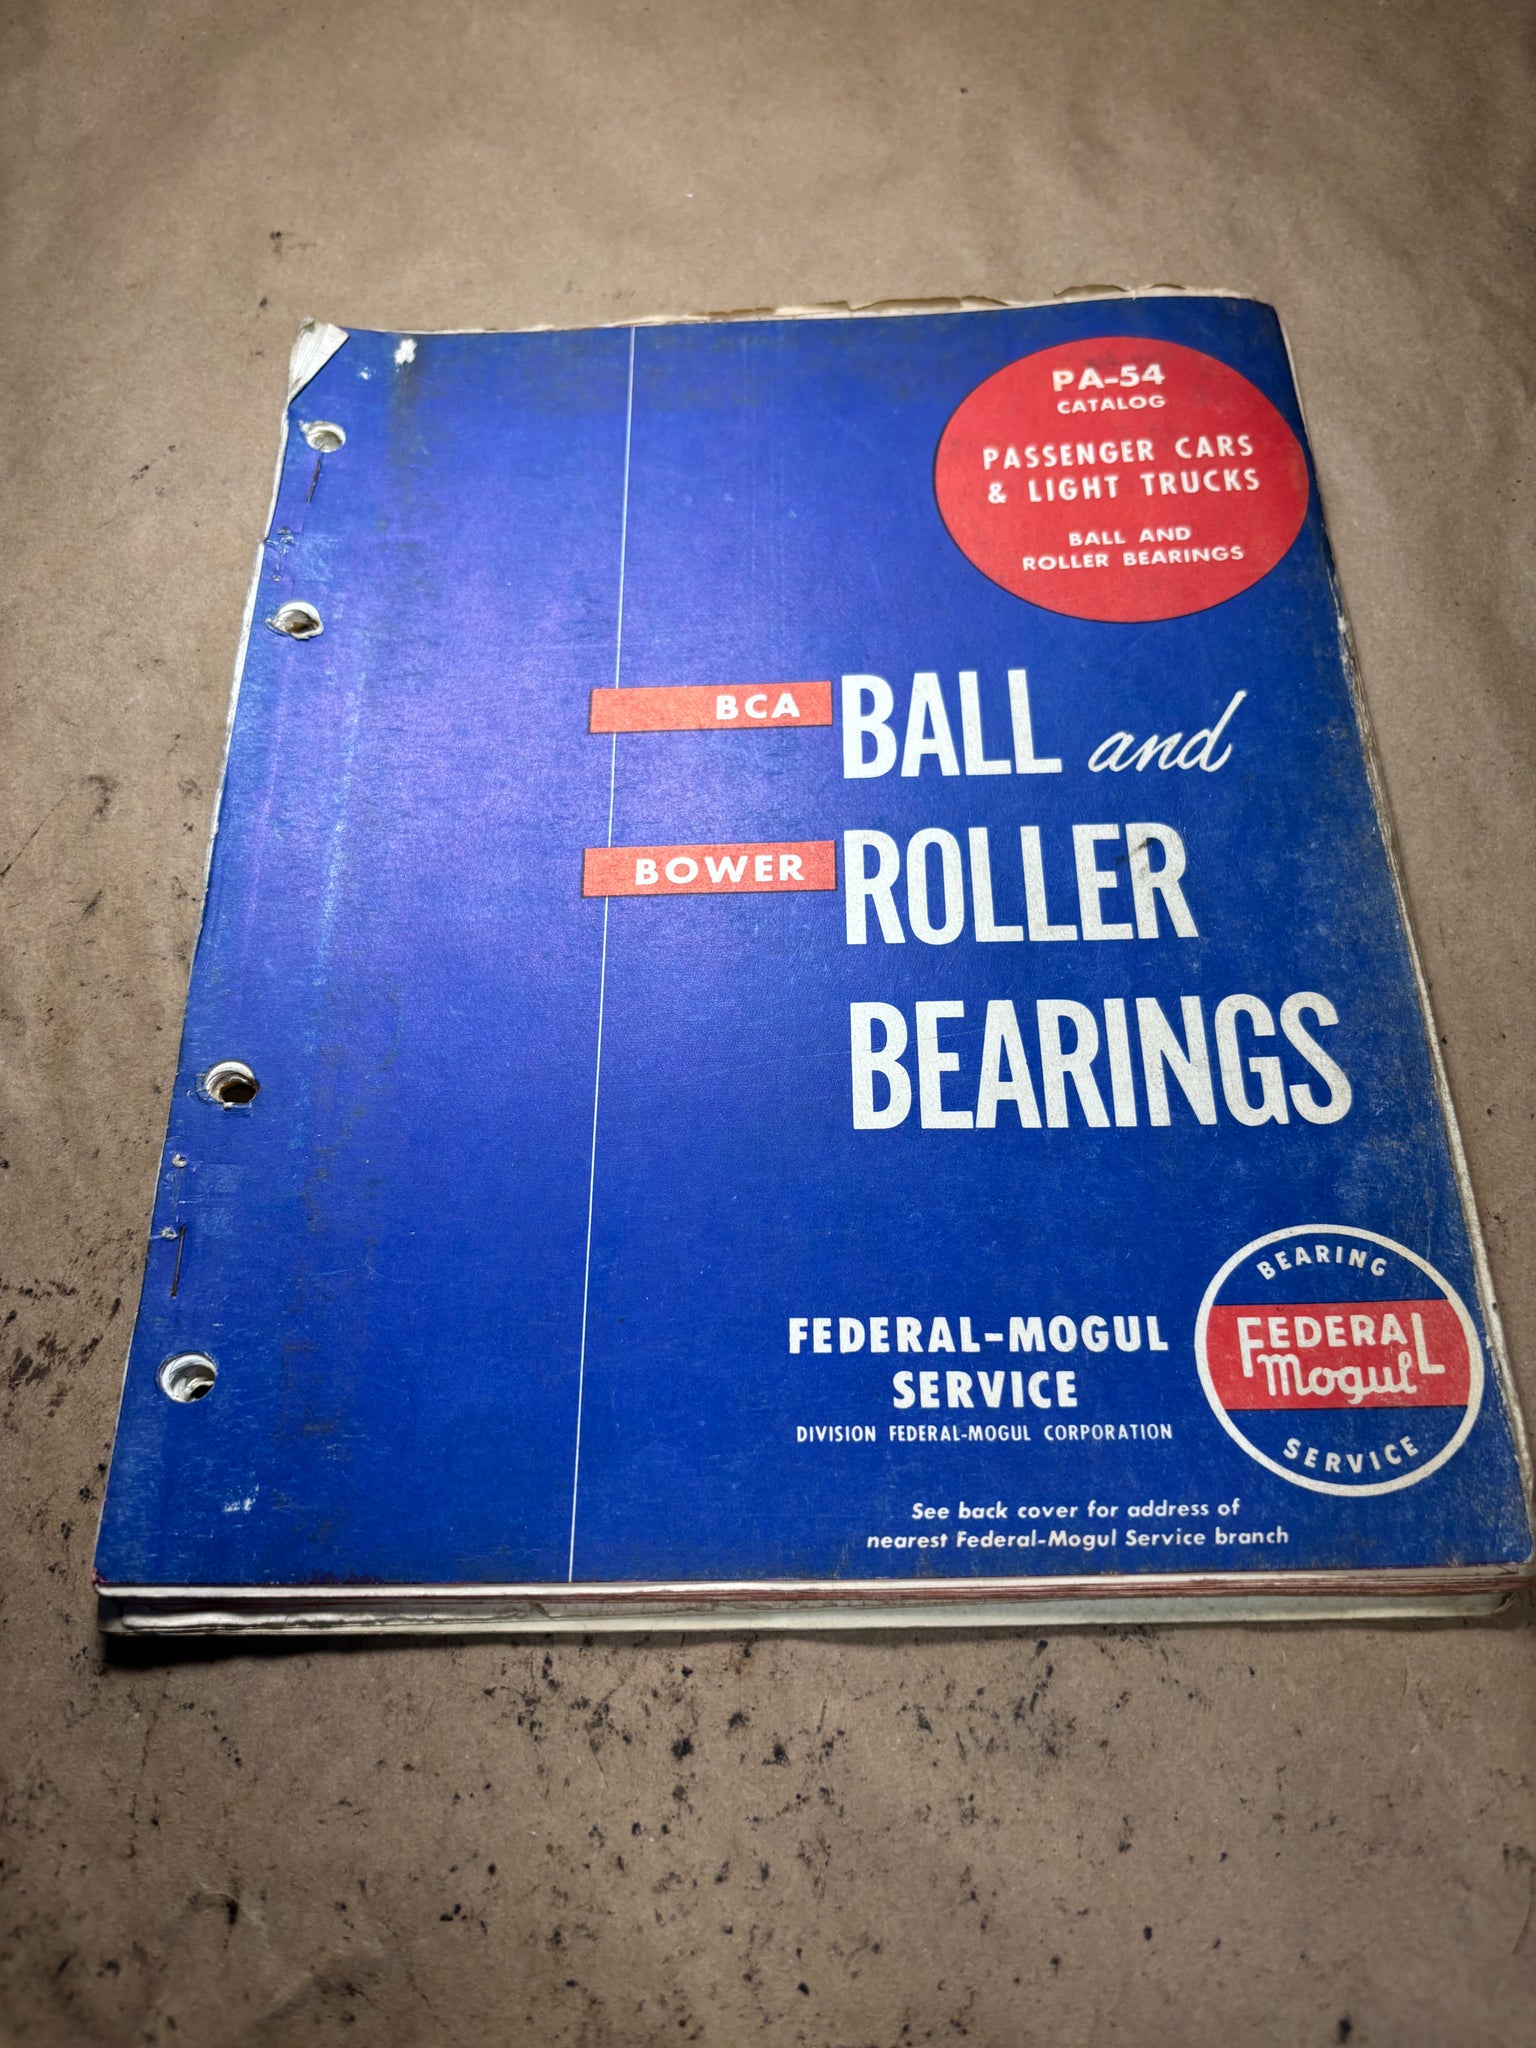 PA-54
CATALOG
PASSENGER CARS
& LIGHT TRUCKS
BALL AND
ROLLER BEARINGS
BCA
BALL and
BOWER
ROLLER
BEARINGS
FEDERAL-MOGUL
SERVICE
DIVISION FEDERAL-MOGUL CORPORATION
BEARING
FEDERAL
Mogul
SERVICE
See back cover for address of
nearest Federal-Mogul Service branch